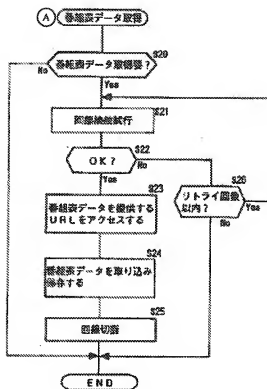 A 番組表データ取得
S20
番組表データ取得要？
No
Yes
S21
回線接続試行
S22
OK？
No
Yes
S23
番組表データを提供する
URLをアクセスする
S26
リトライ回数
以内？
Yes
No
S24
番組表データを取り込み
保存する
S25
回線切断
END